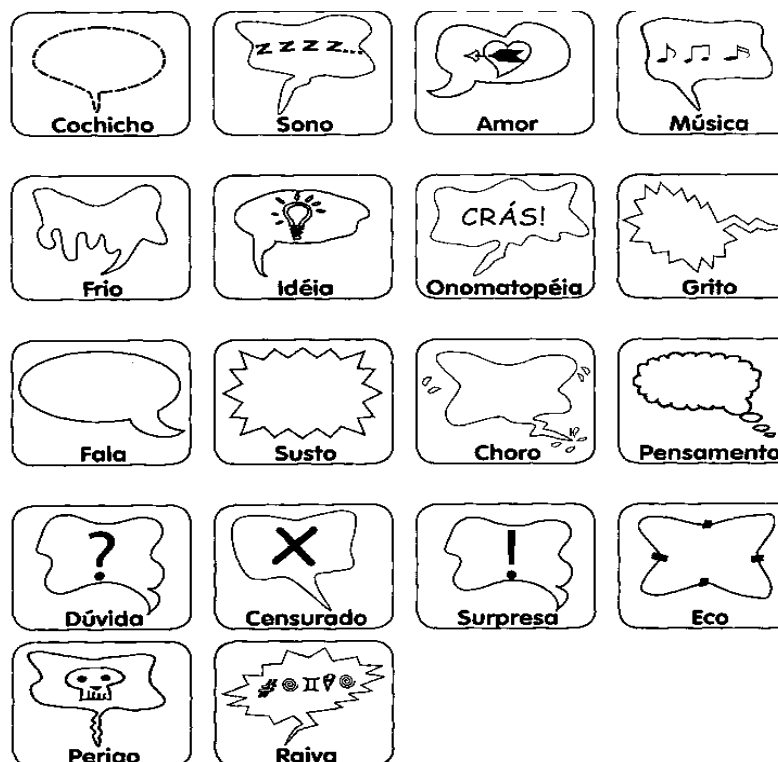 z z z z...
Cochicho Sono Amor Música
CRÁS!
Frio Idéia Onomatopéia Grito
Fala Susto Choro Pensamento
? X !
Dúvida Censurado Surpresa Eco
Perigo Raiva